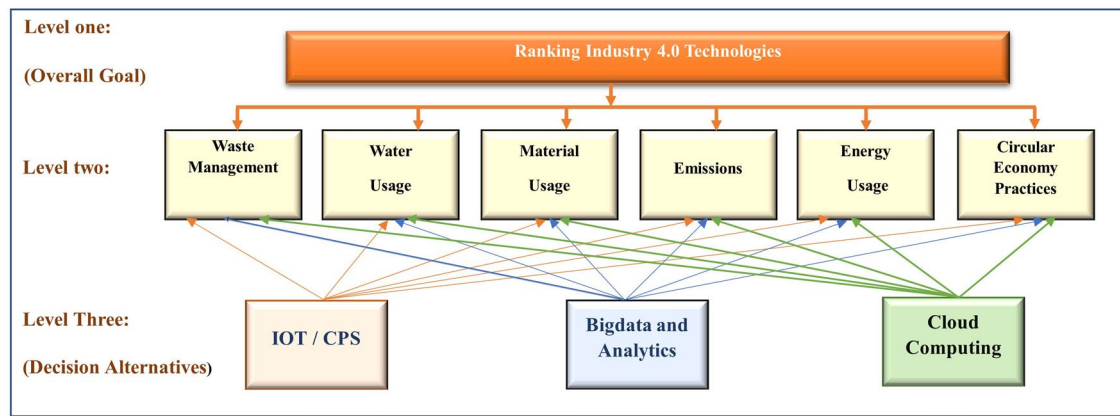 Level one:
(Overall Goal)
Ranking Industry 4.0 Technologies
Level two:
Waste
Management
Water
Usage
Material
Usage
Emissions
Energy
Usage
Circular
Economy
Practices
Level Three:
(Decision Alternatives)
IOT / CPS
Bigdata and
Analytics
Cloud
Computing